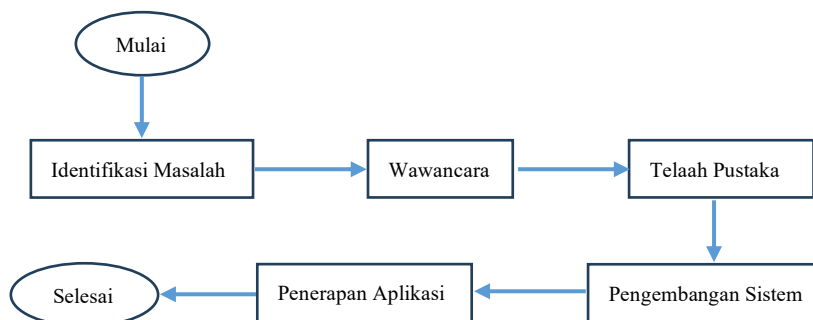 Mulai
Identifikasi Masalah
Wawancara
Telaah Pustaka
Pengembangan Sistem
Penerapan Aplikasi
Selesai